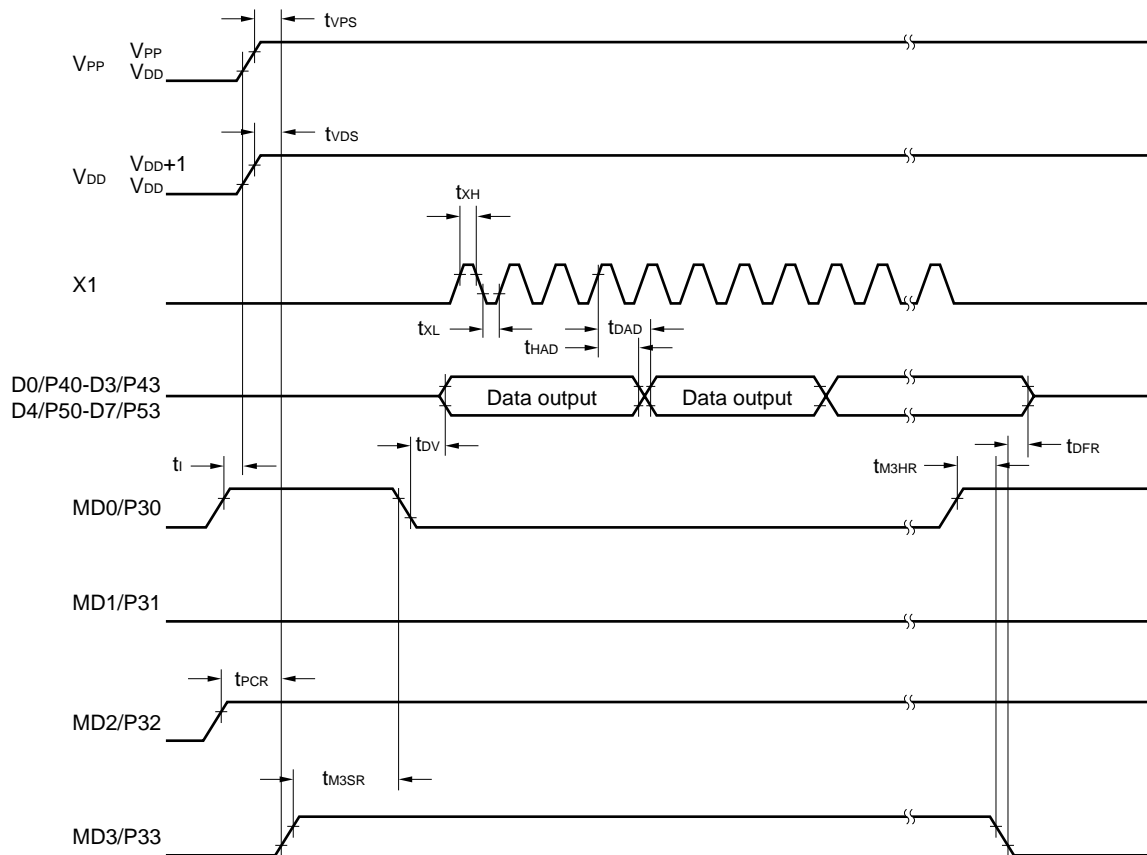 tVPS
VPP VPP
VDD
tVDS
VDD VDD+1
VDD
tXH
X1
tXL tDAD
tHAD
D0/P40-D3/P43
D4/P50-D7/P53
Data output Data output
tDV tDFR
tI tM3HR
MD0/P30
MD1/P31
tPCR
MD2/P32
tM3SR
MD3/P33